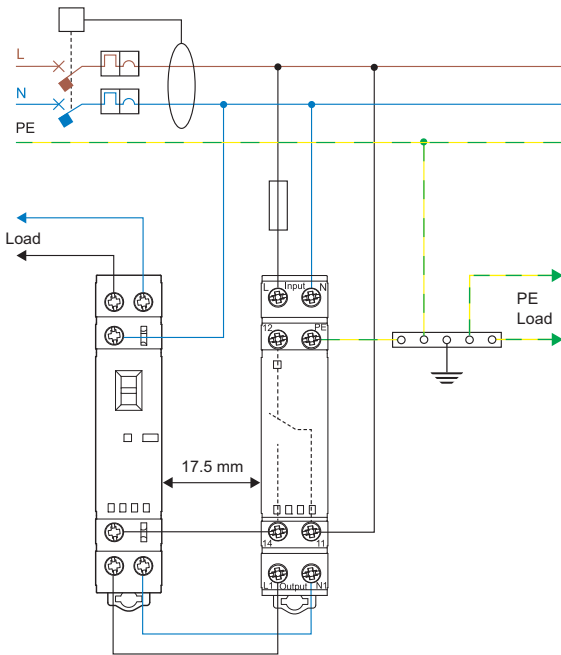 L
N
PE
Load
L Input N
12 PE
PE
Load
17.5 mm
14 11
L1 Output N1